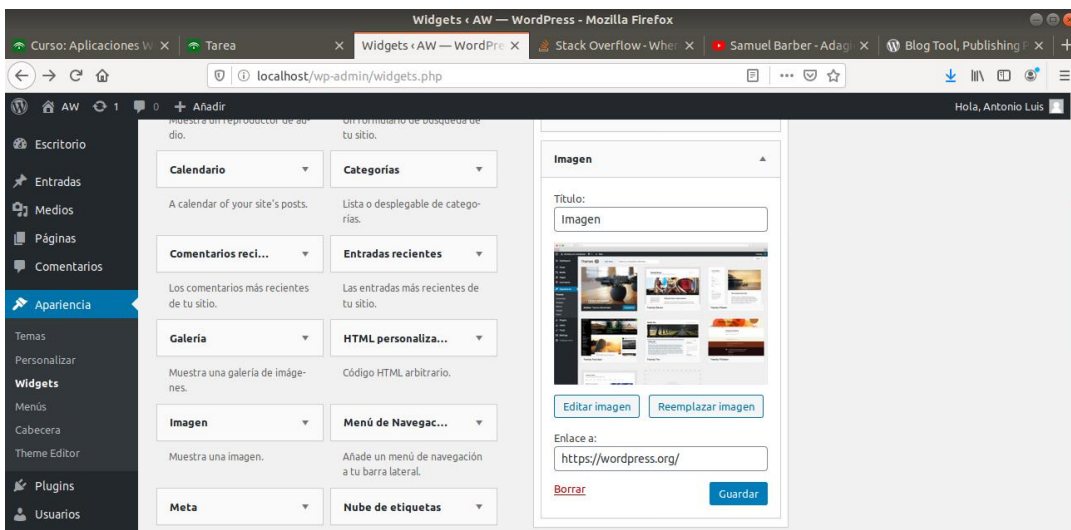 Widgets ‹ AW — WordPress - Mozilla Firefox
Curso: Aplicaciones W
Tarea
Widgets ‹ AW — WordPre
Stack Overflow - Wher
Samuel Barber - Adagi
Blog Tool, Publishing P
localhost/wp-admin/widgets.php
AW
1
0
Añadir
Hola, Antonio Luis
Escritorio
Entradas
Medios
Páginas
Comentarios
Apariencia
Temas
Personalizar
Widgets
Menús
Cabecera
Theme Editor
Plugins
Usuarios
Muestra un reproductor de au-
dio.
Un formulario de búsqueda de
tu sitio.
Calendario
Categorías
A calendar of your site's posts.
Lista o desplegable de catego-
rías.
Comentarios reci...
Entradas recientes
Los comentarios más recientes
de tu sitio.
Las entradas más recientes de
tu sitio.
Galería
HTML personaliza...
Muestra una galería de imáge-
nes.
Código HTML arbitrario.
Imagen
Menú de Navegac...
Muestra una imagen.
Añade un menú de navegación
a tu barra lateral.
Meta
Nube de etiquetas
Imagen
Título:
Imagen
Editar imagen
Reemplazar imagen
Enlace a:
https://wordpress.org/
Borrar
Guardar